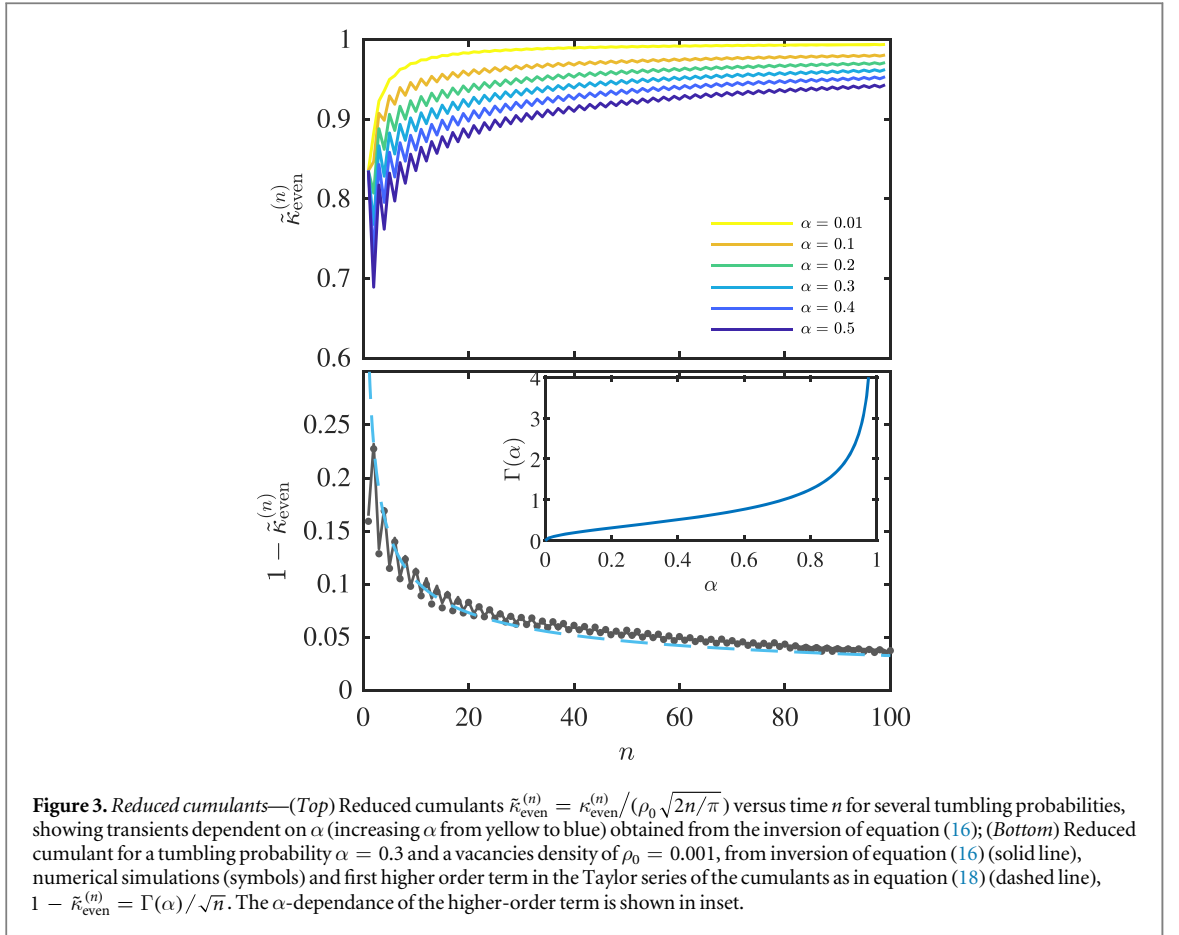 1
0.9
0.8
0.7
0.6
κ̃_even^(n)
α = 0.01
α = 0.1
α = 0.2
α = 0.3
α = 0.4
α = 0.5
0.25
0.2
0.15
0.1
0.05
0
1 − κ̃_even^(n)
4
3
2
1
0
Γ(α)
0 0.2 0.4 0.6 0.8 1
α
0 20 40 60 80 100
n
Figure 3. Reduced cumulants—(Top) Reduced cumulants κ̃_even^(n) = κ_even^(n)/(ρ₀√(2n/π)) versus time n for several tumbling probabilities,
showing transients dependent on α (increasing α from yellow to blue) obtained from the inversion of equation (16); (Bottom) Reduced
cumulant for a tumbling probability α = 0.3 and a vacancies density of ρ₀ = 0.001, from inversion of equation (16) (solid line),
numerical simulations (symbols) and first higher order term in the Taylor series of the cumulants as in equation (18) (dashed line),
1 − κ̃_even^(n) = Γ(α)/√n. The α-dependance of the higher-order term is shown in inset.